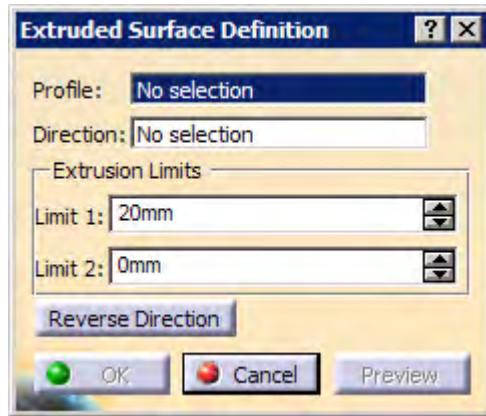 Extruded Surface Definition ? X
Profile: No selection
Direction: No selection
Extrusion Limits
Limit 1: 20mm
Limit 2: 0mm
Reverse Direction
OK Cancel Preview